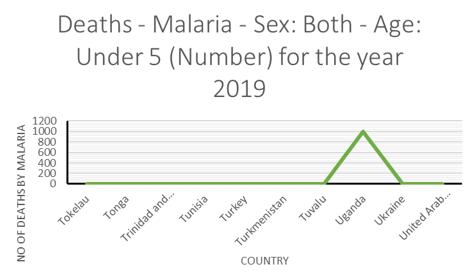 Deaths - Malaria - Sex: Both - Age:
Under 5 (Number) for the year
2019
NO OF DEATHS BY MALARIA
1200
1000
800
600
400
200
0
Tokelau
Tonga
Trinidad and...
Tunisia
Turkey
Turkmenistan
Tuvalu
Uganda
Ukraine
United Arab...
COUNTRY